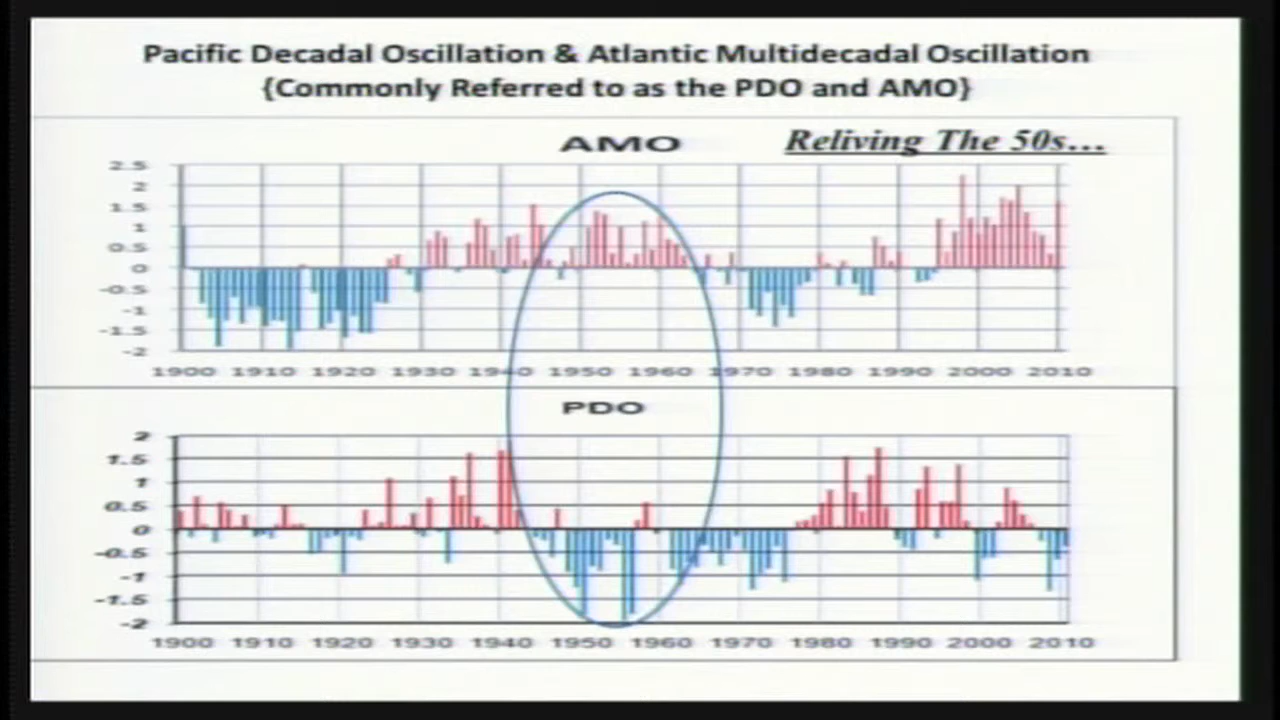 Pacific Decadal Oscillation & Atlantic Multidecadal Oscillation
{Commonly Referred to as the PDO and AMO}
AMO
Reliving The 50s...
2.5
2
1.5
1
0.5
0
-0.5
-1
-1.5
-2
1900 1910 1920 1930 1940 1950 1960 1970 1980 1990 2000 2010
PDO
2
1.5
1
0.5
0
-0.5
-1
-1.5
-2
1900 1910 1920 1930 1940 1950 1960 1970 1980 1990 2000 2010